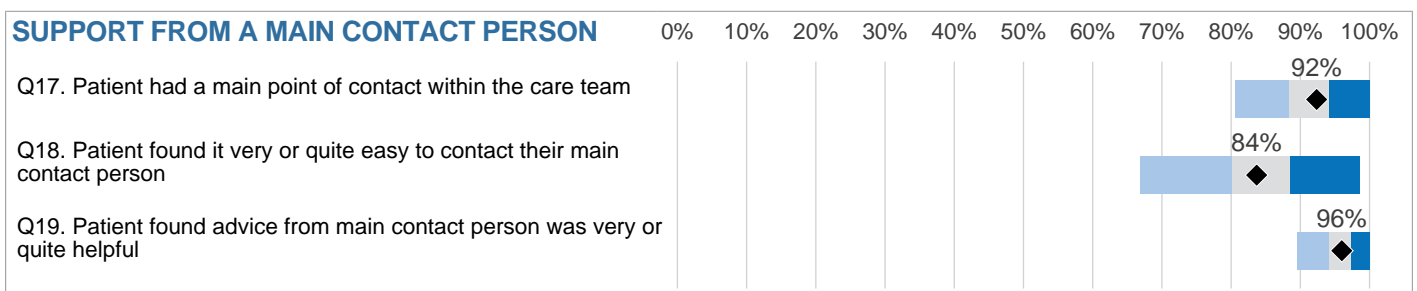 SUPPORT FROM A MAIN CONTACT PERSON 0% 10% 20% 30% 40% 50% 60% 70% 80% 90% 100%
92%
Q17. Patient had a main point of contact within the care team
84%
Q18. Patient found it very or quite easy to contact their main
contact person
96%
Q19. Patient found advice from main contact person was very or
quite helpful